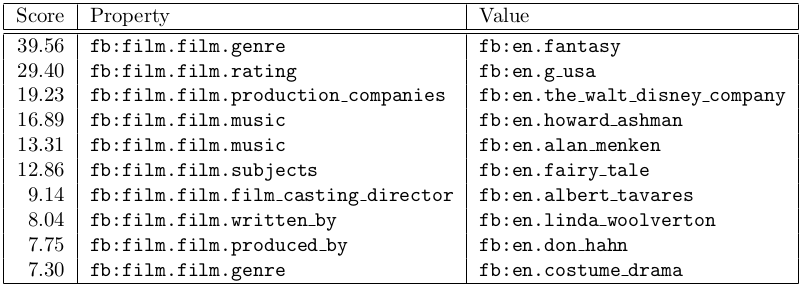 Score Property Value
39.56 fb:film.film.genre fb:en.fantasy
29.40 fb:film.film.rating fb:en.g_usa
19.23 fb:film.film.production_companies fb:en.the_walt_disney_company
16.89 fb:film.film.music fb:en.howard_ashman
13.31 fb:film.film.music fb:en.alan_menken
12.86 fb:film.film.subjects fb:en.fairy_tale
9.14 fb:film.film.film_casting_director fb:en.albert_tavares
8.04 fb:film.film.written_by fb:en.linda_woolverton
7.75 fb:film.film.produced_by fb:en.don_hahn
7.30 fb:film.film.genre fb:en.costume_drama